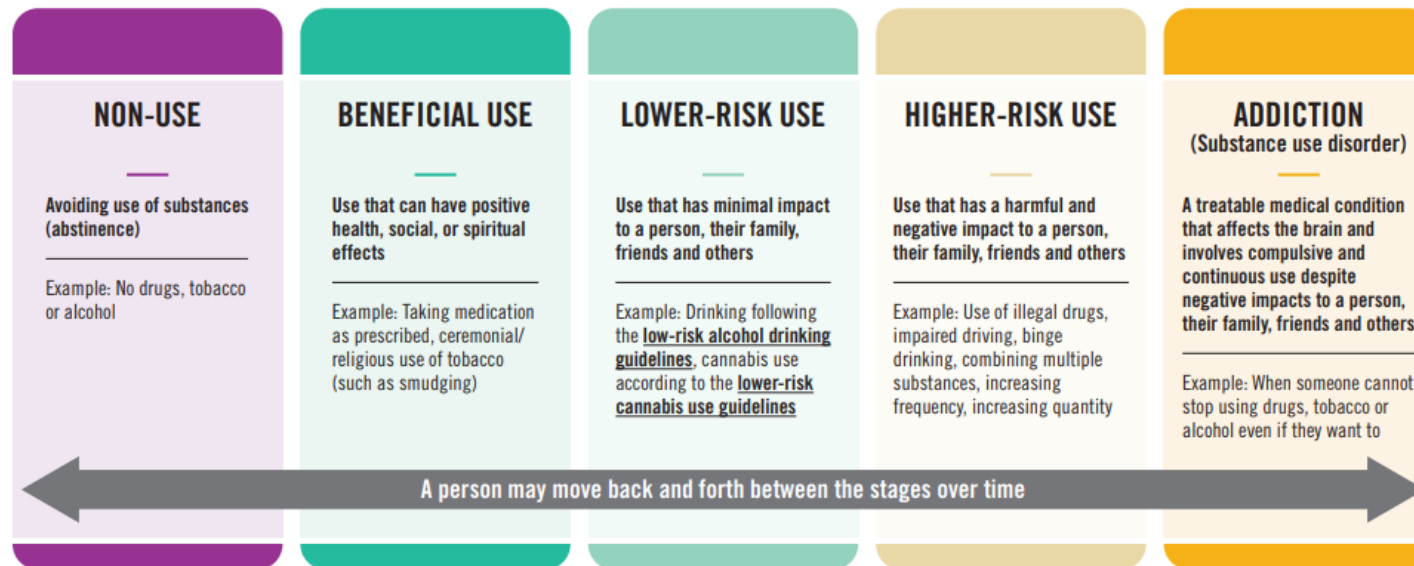 NON-USE
Avoiding use of substances
(abstinence)
Example: No drugs, tobacco
or alcohol
BENEFICIAL USE
Use that can have positive
health, social, or spiritual
effects
Example: Taking medication
as prescribed, ceremonial/
religious use of tobacco
(such as smudging)
LOWER-RISK USE
Use that has minimal impact
to a person, their family,
friends and others
Example: Drinking following
the low-risk alcohol drinking
guidelines, cannabis use
according to the lower-risk
cannabis use guidelines
HIGHER-RISK USE
Use that has a harmful and
negative impact to a person,
their family, friends and others
Example: Use of illegal drugs,
impaired driving, binge
drinking, combining multiple
substances, increasing
frequency, increasing quantity
ADDICTION
(Substance use disorder)
A treatable medical condition
that affects the brain and
involves compulsive and
continuous use despite
negative impacts to a person,
their family, friends and others
Example: When someone cannot
stop using drugs, tobacco or
alcohol even if they want to
A person may move back and forth between the stages over time